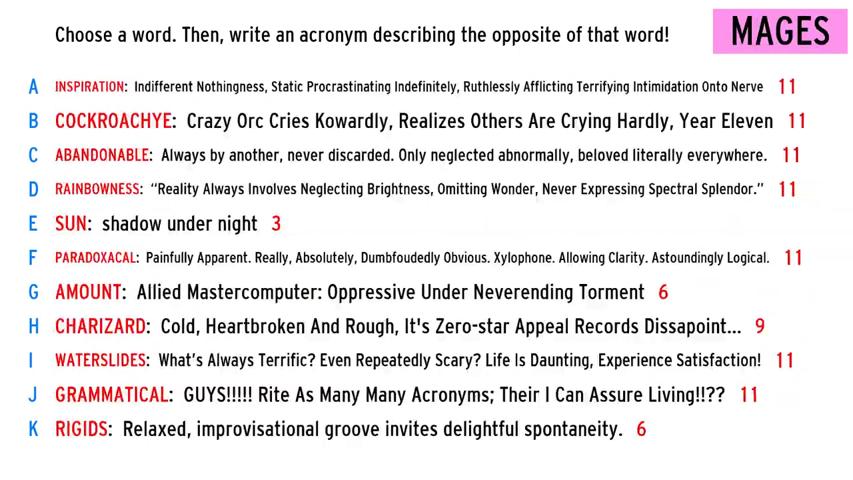 Choose a word. Then, write an acronym describing the opposite of that word!
MAGES
A INSPIRATION: Indifferent Nothingness, Static Procrastinating Indefinitely, Ruthlessly Afflicting Terrifying Intimidation Onto Nerve 11
B COCKROACHYE: Crazy Orc Cries Kowardly, Realizes Others Are Crying Hardly, Year Eleven 11
C ABANDONABLE: Always by another, never discarded. Only neglected abnormally, beloved literally everywhere. 11
D RAINBOWNESS: “Reality Always Involves Neglecting Brightness, Omitting Wonder, Never Expressing Spectral Splendor.” 11
E SUN: shadow under night 3
F PARADOXACAL: Painfully Apparent. Really, Absolutely, Dumbfoudedly Obvious. Xylophone. Allowing Clarity. Astoundingly Logical. 11
G AMOUNT: Allied Mastercomputer: Oppressive Under Neverending Torment 6
H CHARIZARD: Cold, Heartbroken And Rough, It's Zero-star Appeal Records Dissapoint... 9
I WATERSLIDES: What's Always Terrific? Even Repeatedly Scary? Life Is Daunting, Experience Satisfaction! 11
J GRAMMATICAL: GUYS!!!!! Rite As Many Many Acronyms; Their I Can Assure Living!!?? 11
K RIGIDS: Relaxed, improvisational groove invites delightful spontaneity. 6